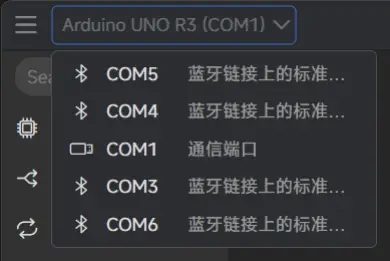 Arduino UNO R3 (COM1)
Sea
COM5 蓝牙链接上的标准...
COM4 蓝牙链接上的标准...
COM1 通信端口
COM3 蓝牙链接上的标准...
COM6 蓝牙链接上的标准...